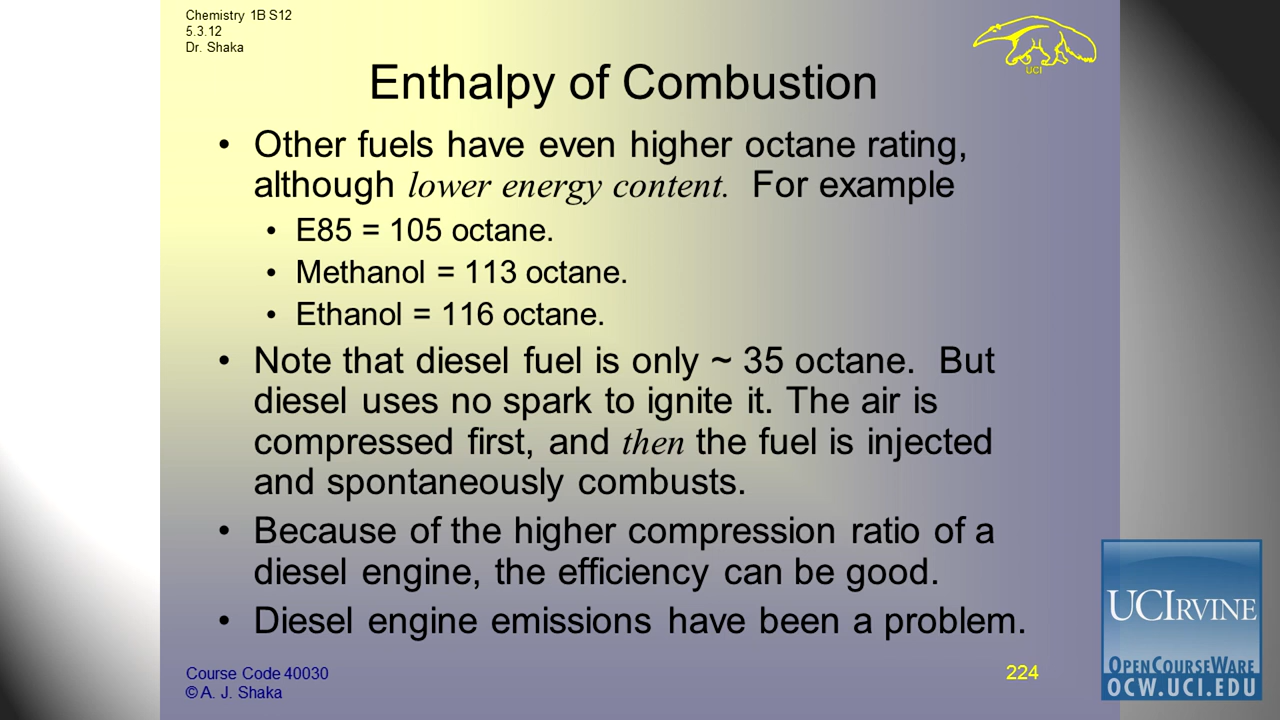 Chemistry 1B S12
5.3.12
Dr. Shaka
UCI
Enthalpy of Combustion
• Other fuels have even higher octane rating,
although lower energy content. For example
• E85 = 105 octane.
• Methanol = 113 octane.
• Ethanol = 116 octane.
• Note that diesel fuel is only ~ 35 octane. But
diesel uses no spark to ignite it. The air is
compressed first, and then the fuel is injected
and spontaneously combusts.
• Because of the higher compression ratio of a
diesel engine, the efficiency can be good.
• Diesel engine emissions have been a problem.
Course Code 40030
© A. J. Shaka
224
UCIRVINE
OPENCOURSEWARE
OCW.UCI.EDU